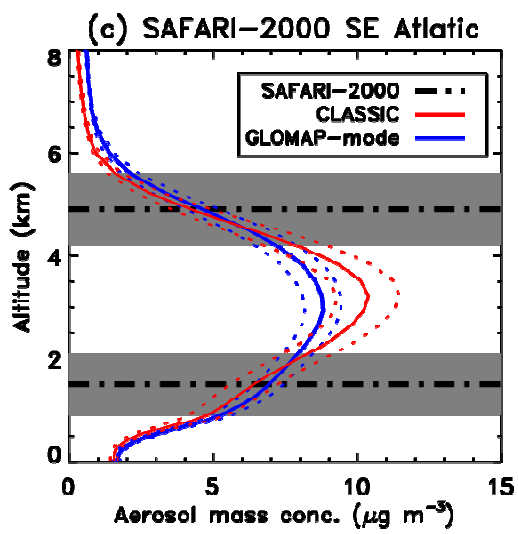 (c) SAFARI-2000 SE Atlatic
8
SAFARI-2000
CLASSIC
GLOMAP-mode
6
4
2
0
Altitude (km)
0 5 10 15
Aerosol mass conc. (μg m⁻³)